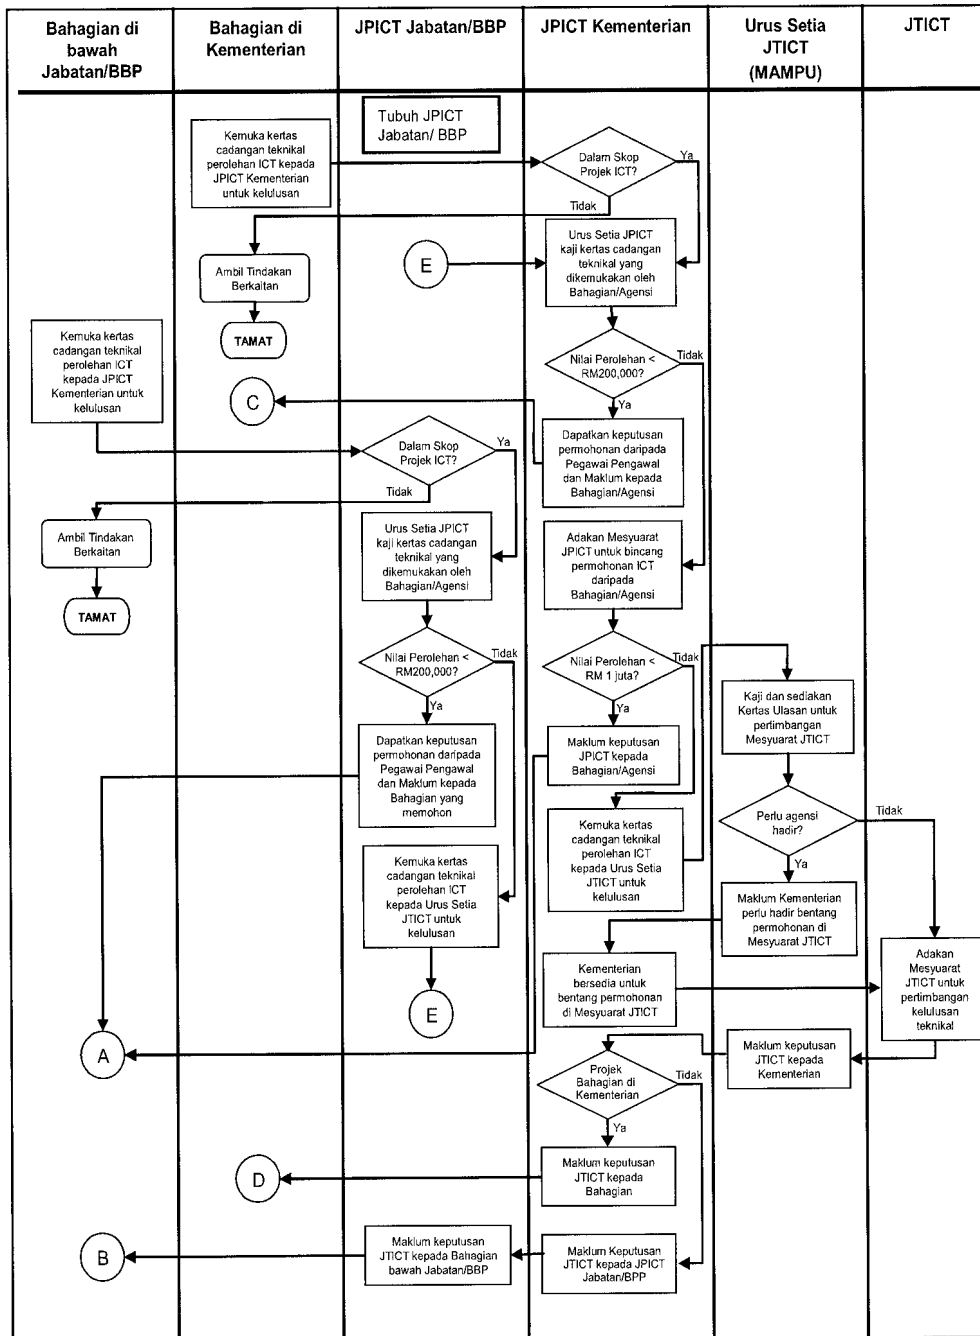 Bahagian di
bawah
Jabatan/BBP
Bahagian di
Kementerian
JPICT Jabatan/BBP
JPICT Kementerian
Urus Setia
JTICT
(MAMPU)
JTICT
Tubuh JPICT
Jabatan/ BBP
Kemuka kertas
cadangan teknikal
perolehan ICT kepada
JPICT Kementerian
untuk kelulusan
Dalam Skop
Projek ICT?
Ya
Tidak
Urus Setia JPICT
kaji kertas cadangan
teknikal yang
dikemukakan oleh
Bahagian/Agensi
E
Ambil Tindakan
Berkaitan
TAMAT
Kemuka kertas
cadangan teknikal
perolehan ICT
kepada JPICT
Kementerian untuk
kelulusan
Nilai Perolehan <
RM200,000?
Tidak
Ya
C
Dapatkan keputusan
permohonan daripada
Pegawai Pengawal
dan Maklum kepada
Bahagian/Agensi
Dalam Skop
Projek ICT?
Ya
Tidak
Ambil Tindakan
Berkaitan
TAMAT
Urus Setia JPICT
kaji kertas cadangan
teknikal yang
dikemukakan oleh
Bahagian/Agensi
Adakan Mesyuarat
JPICT untuk bincang
permohonan ICT
daripada
Bahagian/Agensi
Nilai Perolehan <
RM200,000?
Tidak
Ya
Nilai Perolehan <
RM 1 juta?
Tidak
Ya
Kaji dan sediakan
Kertas Ulasan untuk
pertimbangan
Mesyuarat JTICT
Dapatkan keputusan
permohonan daripada
Pegawai Pengawal
dan Maklum kepada
Bahagian yang
memohon
Maklum keputusan
JPICT kepada
Bahagian/Agensi
Perlu agensi
hadir?
Tidak
Ya
Kemuka kertas
cadangan teknikal
perolehan ICT
kepada Urus Setia
JTICT untuk
kelulusan
Kemuka kertas
cadangan teknikal
perolehan ICT
kepada Urus Setia
JTICT untuk
kelulusan
Maklum Kementerian
perlu hadir bentang
permohonan di
Mesyuarat JTICT
Kementerian
bersedia untuk
bentang permohonan
di Mesyuarat JTICT
Adakan
Mesyuarat
JTICT untuk
pertimbangan
kelulusan
teknikal
E
A
Maklum keputusan
JTICT kepada
Kementerian
Projek
Bahagian di
Kementerian
Tidak
Ya
D
Maklum keputusan
JTICT kepada
Bahagian
B
Maklum keputusan
JTICT kepada Bahagian
bawah Jabatan/BBP
Maklum Keputusan
JTICT kepada JPICT
Jabatan/BPP